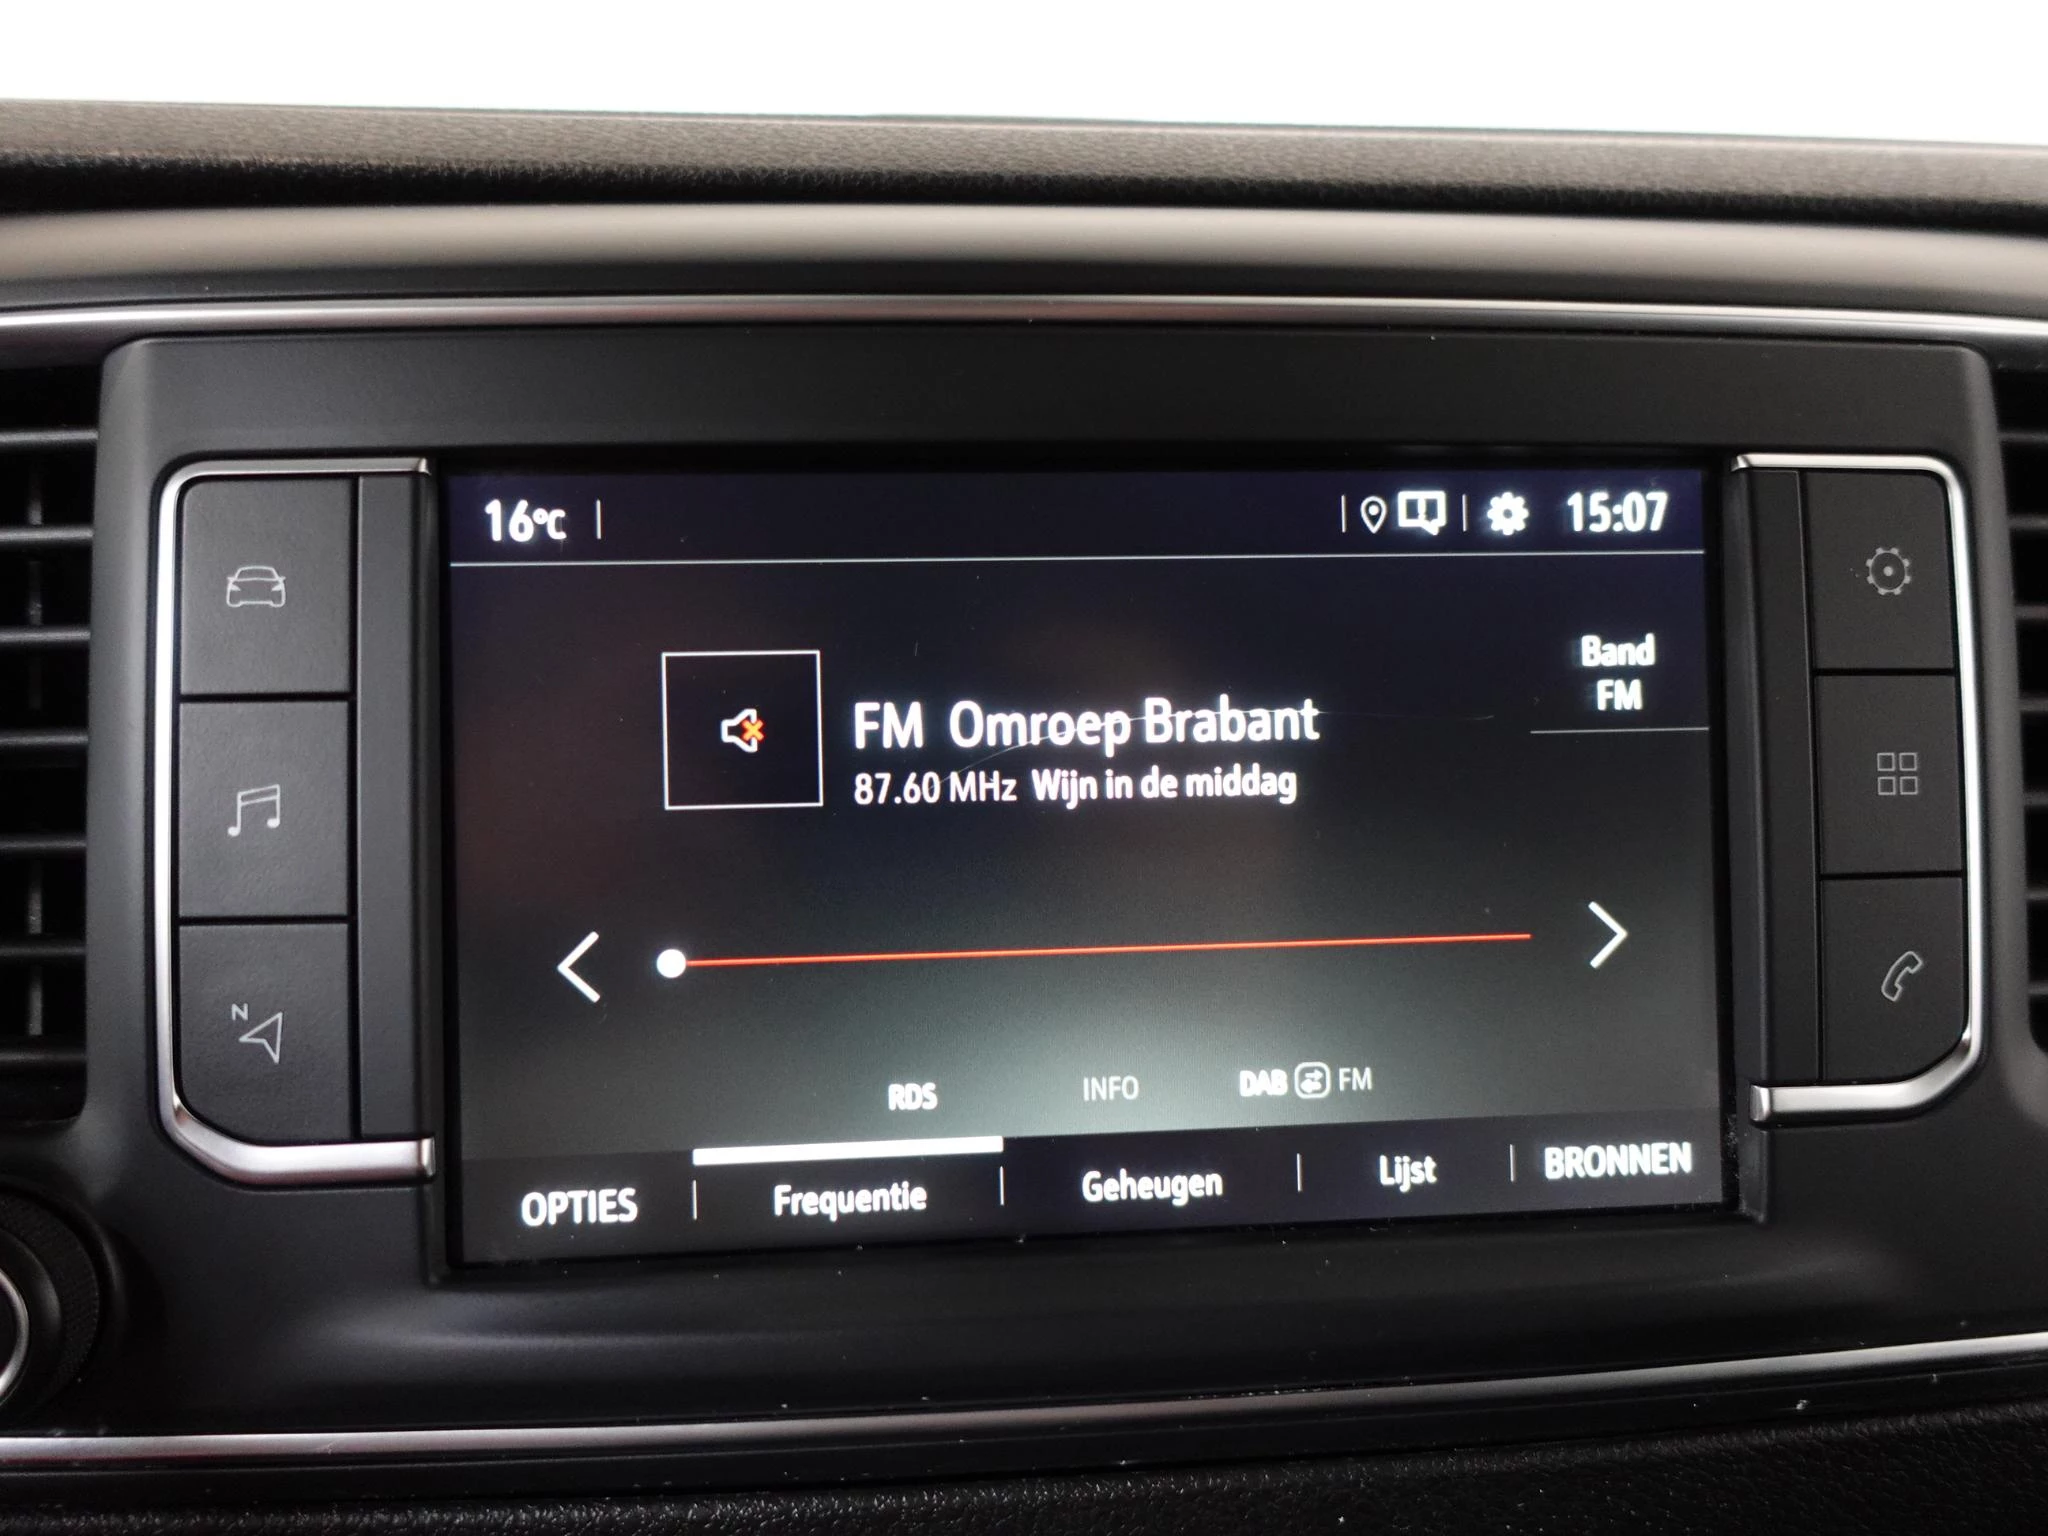 16°C
15:07
Band
FM
FM Omroep Brabant
87.60 MHz Wijn in de middag
RDS INFO DAB FM
OPTIES Frequentie Geheugen Lijst BRONNEN
N